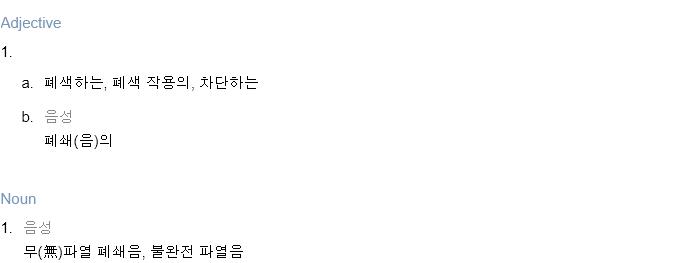 Adjective
1.
a. 폐색하는, 폐색 작용의, 차단하는
b. 음성
폐쇄(음)의
Noun
1. 음성
무(無)파열 폐쇄음, 불완전 파열음